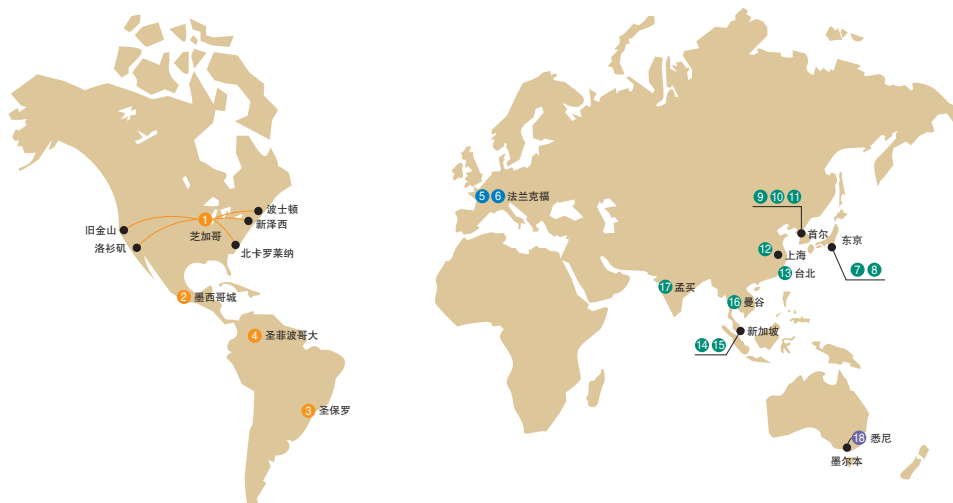 波士顿
1
新泽西
旧金山
芝加哥
洛杉矶
北卡罗莱纳
2 墨西哥城
4 圣菲波哥大
3 圣保罗
5 6 法兰克福
9 10 11
首尔
东京
12
上海
7 8
13 台北
17 孟买
16 曼谷
新加坡
14 15
18 悉尼
墨尔本